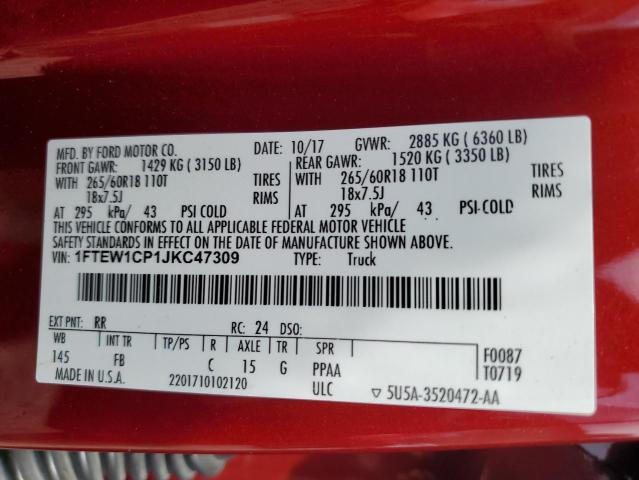 MFD. BY FORD MOTOR CO. DATE: 10/17 GVWR: 2885 KG ( 6360 LB)
FRONT GAWR: 1429 KG ( 3150 LB) REAR GAWR: 1520 KG ( 3350 LB)
WITH 265/60R18 110T TIRES WITH 265/60R18 110T TIRES
18x7.5J RIMS 18x7.5J RIMS
AT 295 kPa/ 43 PSI COLD AT 295 kPa/ 43 PSI-COLD
THIS VEHICLE CONFORMS TO ALL APPLICABLE FEDERAL MOTOR VEHICLE
SAFETY STANDARDS IN EFFECT ON THE DATE OF MANUFACTURE SHOWN ABOVE.
VIN: 1FTEW1CP1JKC47309 TYPE: Truck
EXT PNT: RR RC: 24 DSO:
WB INT TR TP/PS R AXLE TR SPR F0087
145 FB C 15 G PPAA T0719
MADE IN U.S.A. 2201710102120 ULC ▽ 5U5A-3520472-AA